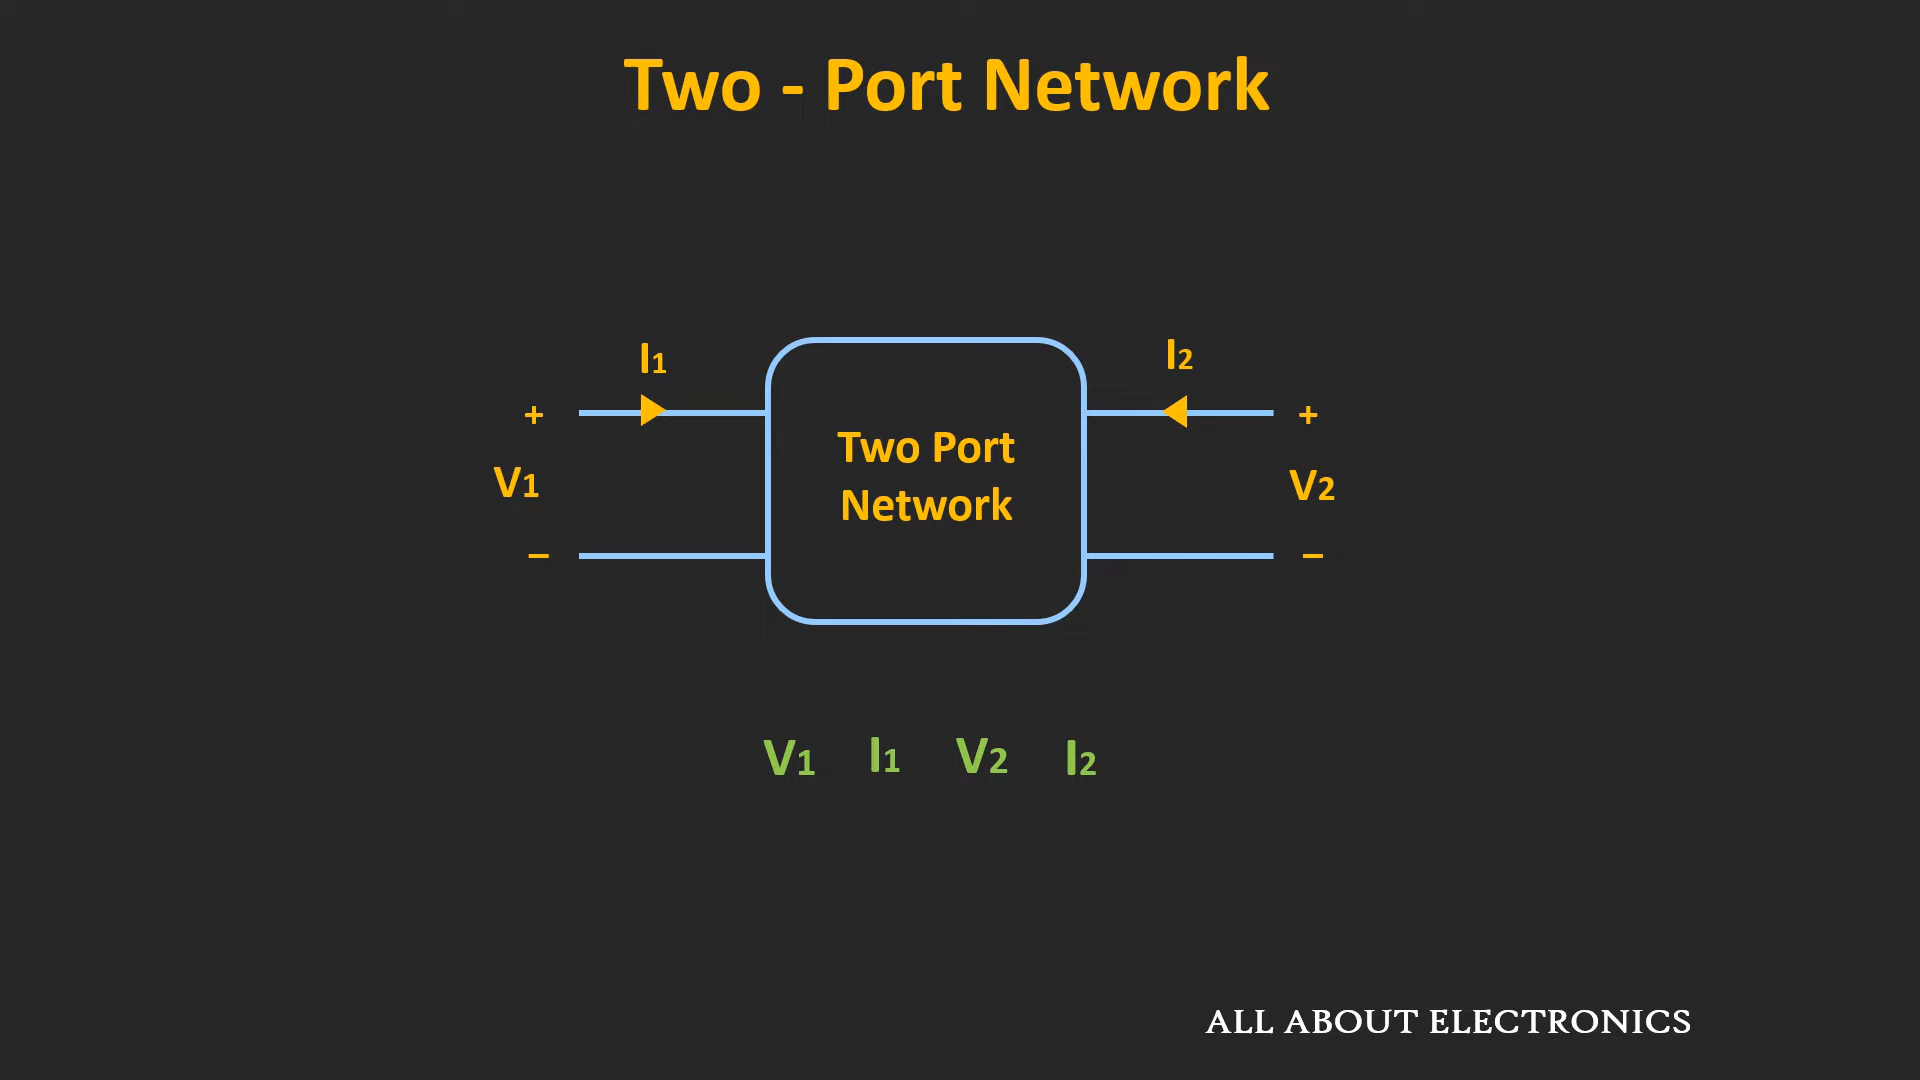 Two - Port Network
I1 I2
+ +
Two Port
V1 V2
Network
– –
V1 I1 V2 I2
ALL ABOUT ELECTRONICS